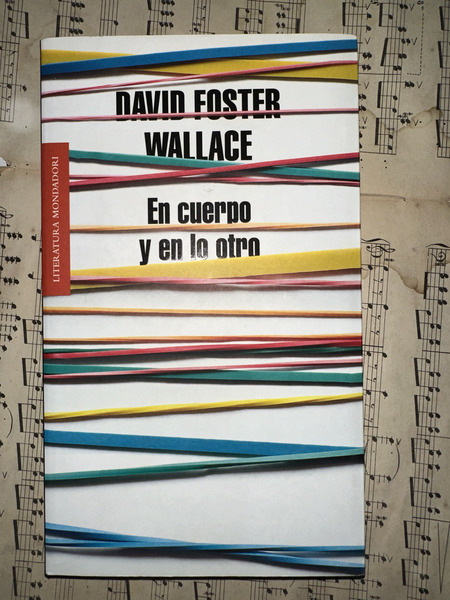 DAVID FOSTER
WALLACE
En cuerpo
y en lo otro
LITERATURA MONDADORI